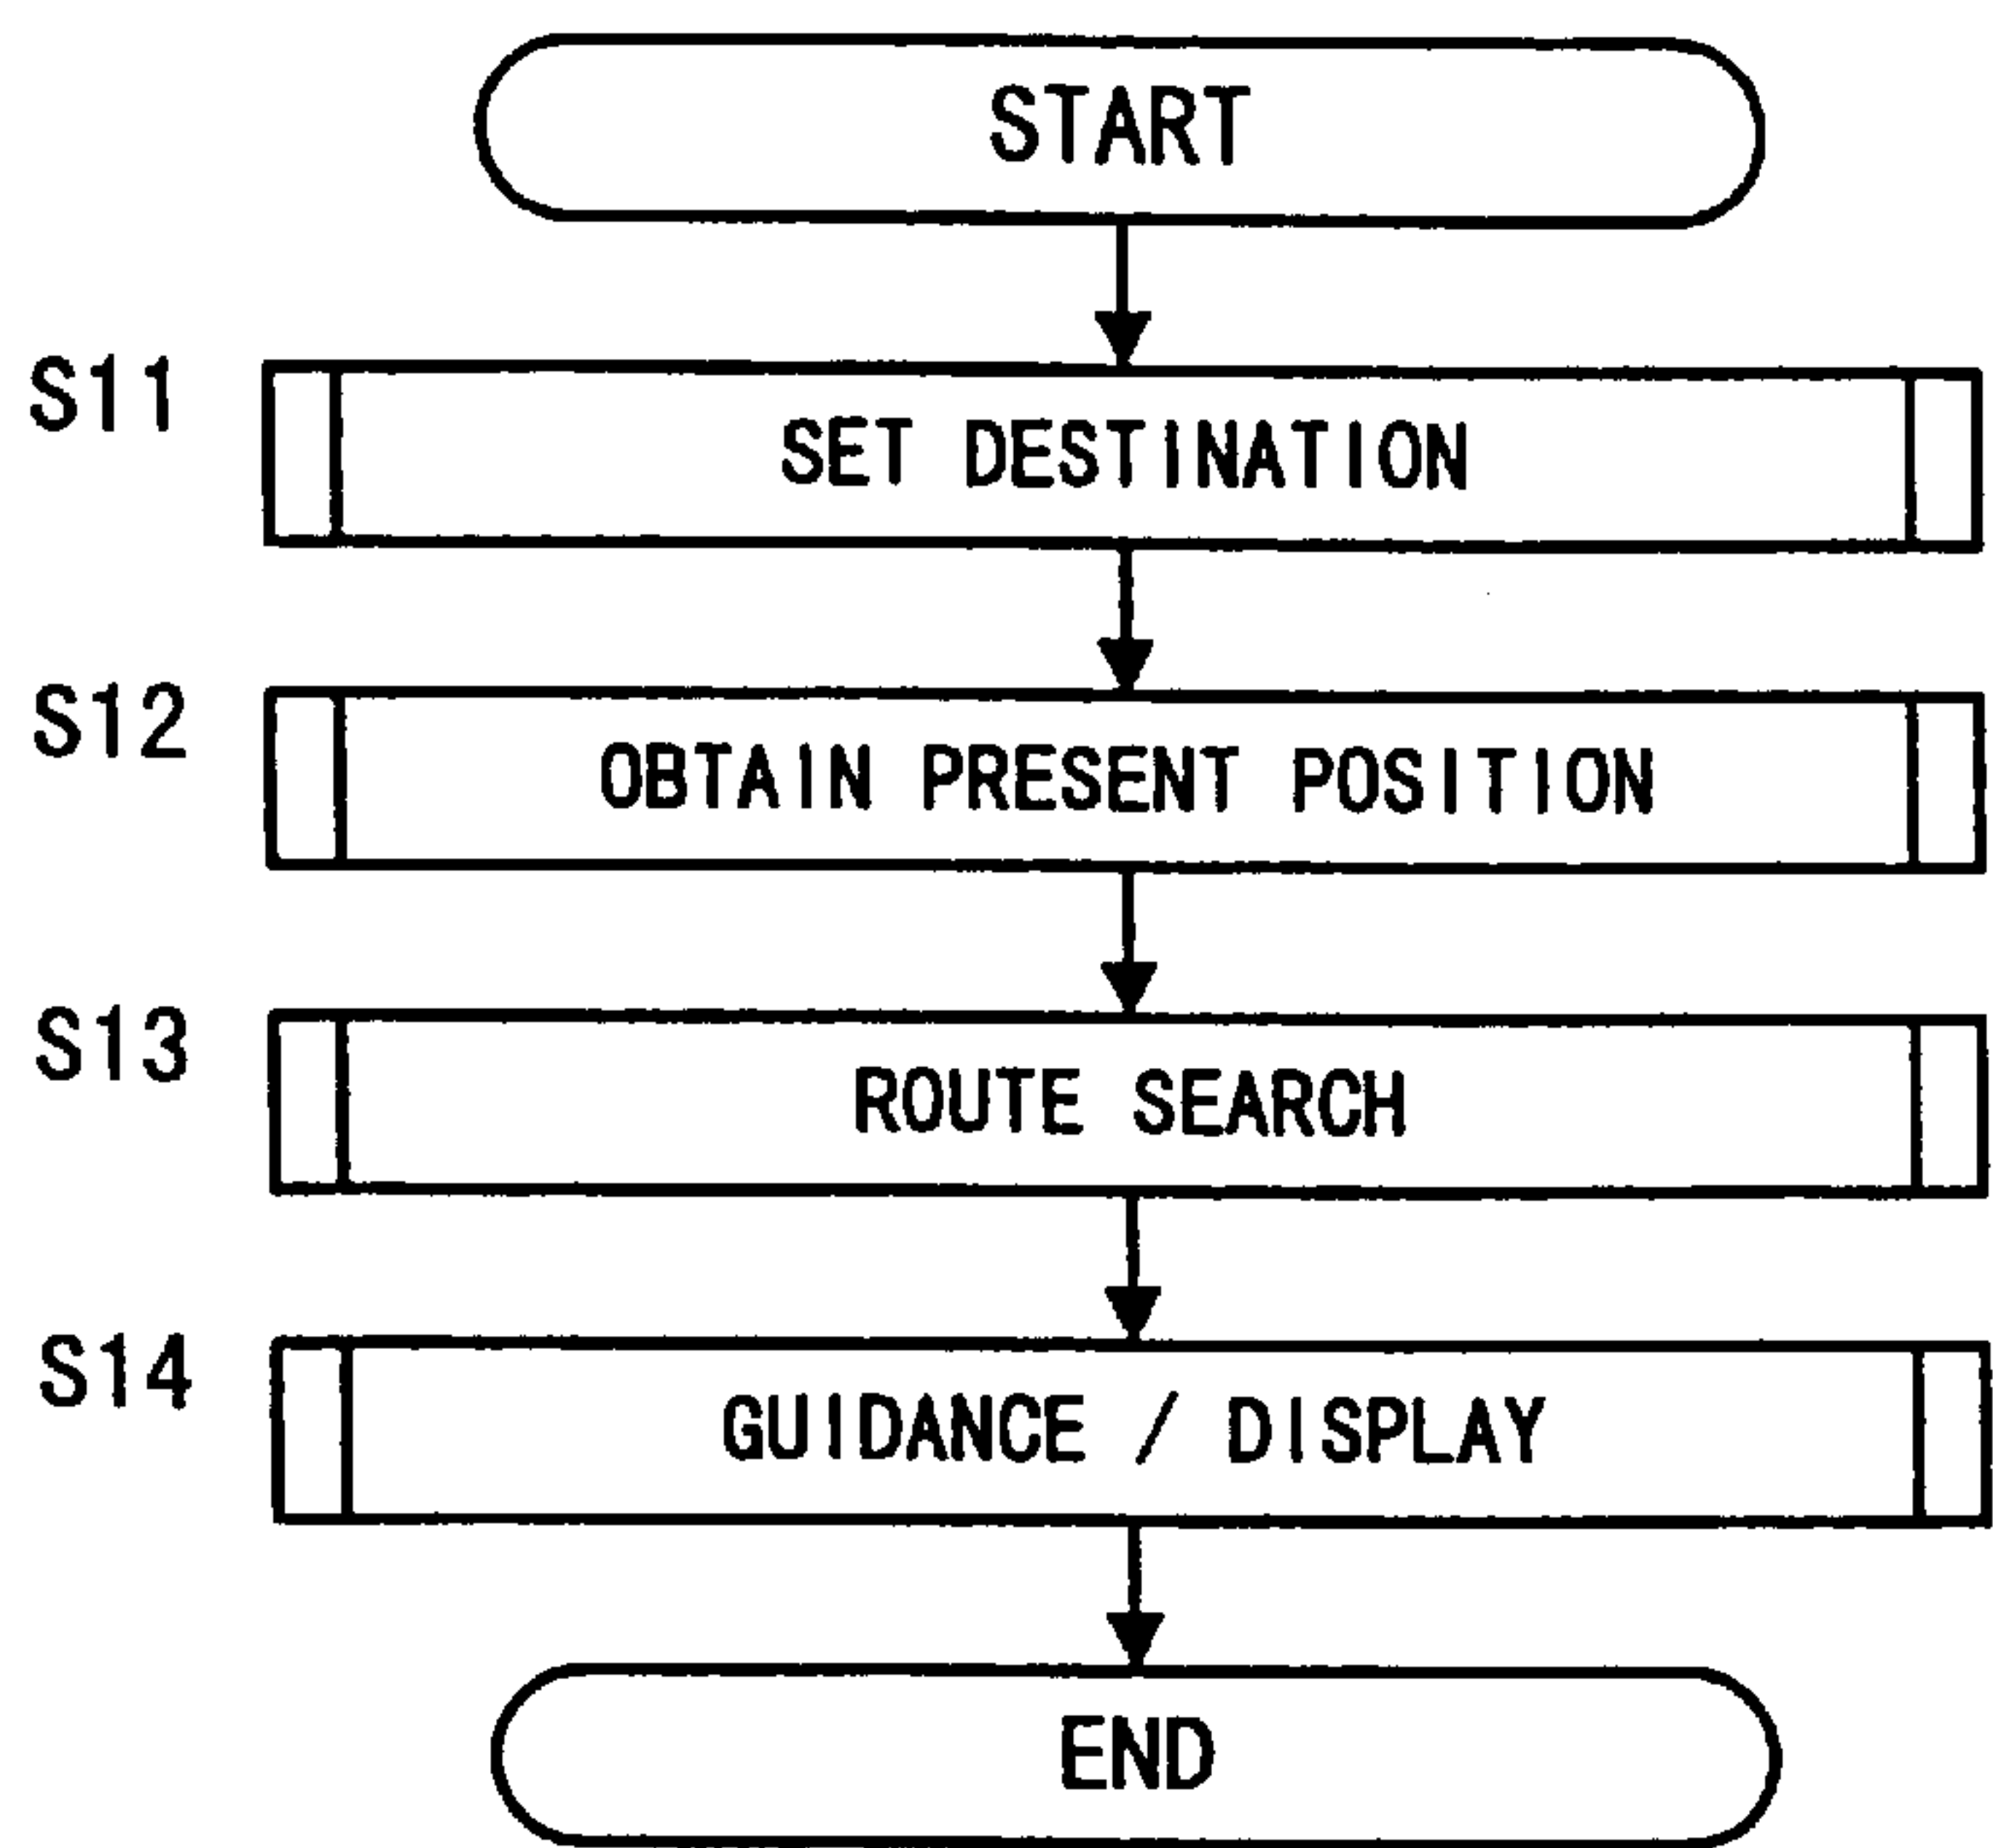 START
S11
SET DESTINATION
S12
OBTAIN PRESENT POSITION
S13
ROUTE SEARCH
S14
GUIDANCE / DISPLAY
END